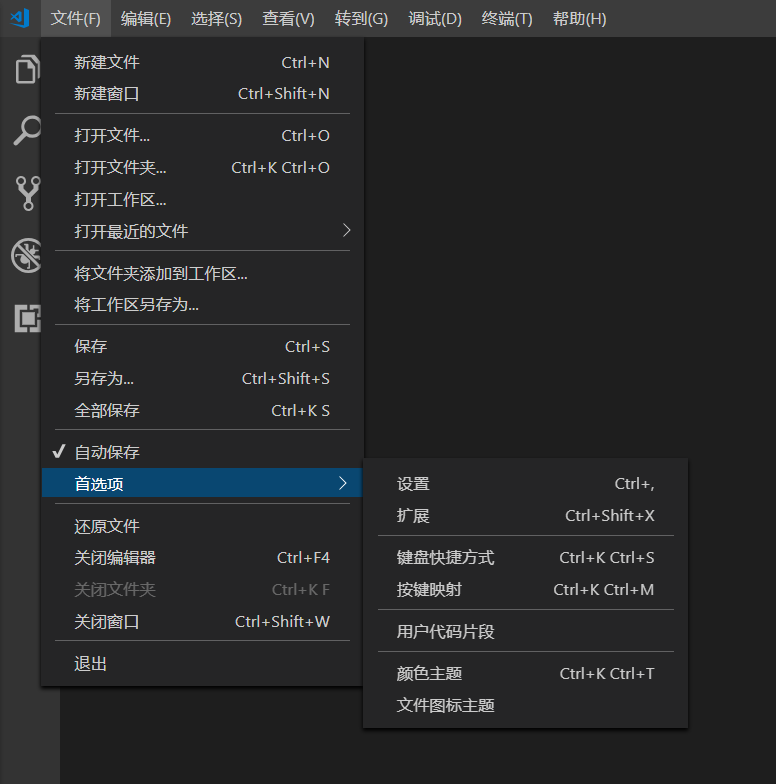 文件(F) 编辑(E) 选择(S) 查看(V) 转到(G) 调试(D) 终端(T) 帮助(H)
新建文件 Ctrl+N
新建窗口 Ctrl+Shift+N
打开文件... Ctrl+O
打开文件夹... Ctrl+K Ctrl+O
打开工作区...
打开最近的文件
将文件夹添加到工作区...
将工作区另存为...
保存 Ctrl+S
另存为... Ctrl+Shift+S
全部保存 Ctrl+K S
自动保存
首选项
还原文件
关闭编辑器 Ctrl+F4
关闭文件夹 Ctrl+K F
关闭窗口 Ctrl+Shift+W
退出
设置 Ctrl+,
扩展 Ctrl+Shift+X
键盘快捷方式 Ctrl+K Ctrl+S
按键映射 Ctrl+K Ctrl+M
用户代码片段
颜色主题 Ctrl+K Ctrl+T
文件图标主题